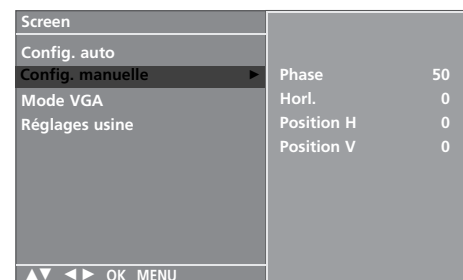 Screen
Config. auto
Config. manuelle ►
Mode VGA
Réglages usine
Phase 50
Horl. 0
Position H 0
Position V 0
▲▼ ◄► OK MENU